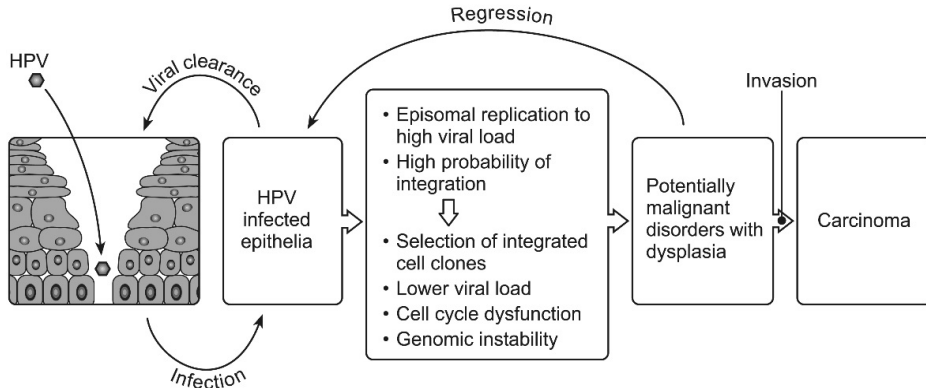 Regression
HPV
Viral clearance
Invasion
HPV
infected
epithelia
• Episomal replication to
high viral load
• High probability of
integration
• Selection of integrated
cell clones
• Lower viral load
• Cell cycle dysfunction
• Genomic instability
Potentially
malignant
disorders with
dysplasia
Carcinoma
Infection